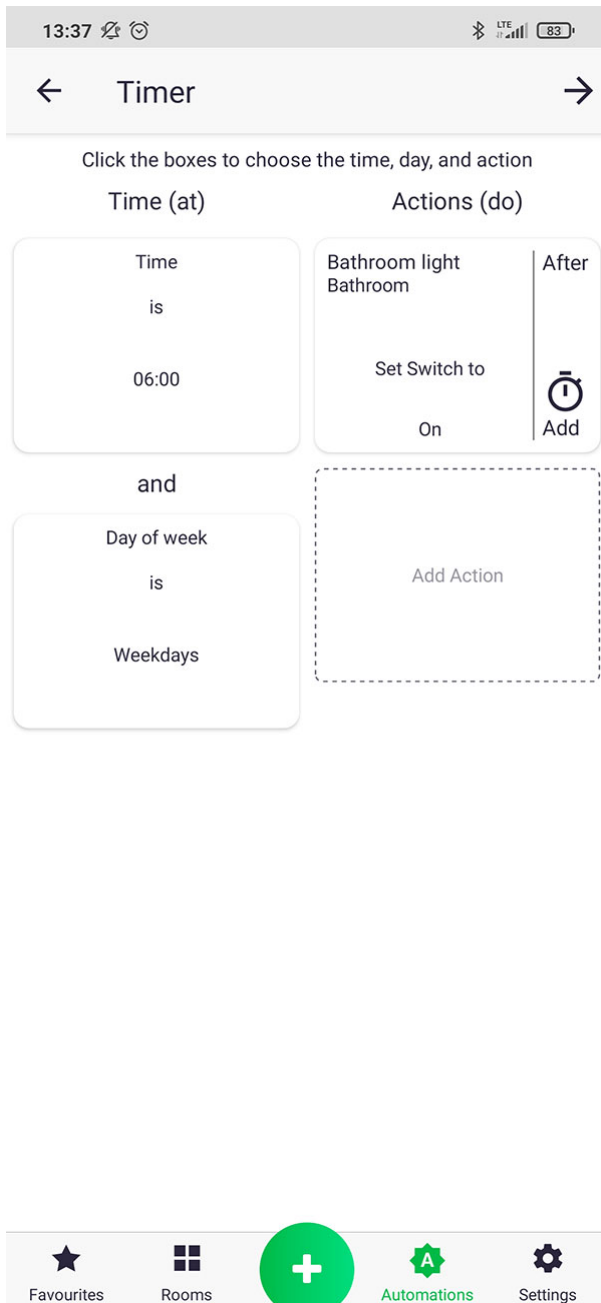 13:37 LTE 83
Timer
Click the boxes to choose the time, day, and action
Time (at)
Actions (do)
Time
is
06:00
Bathroom light
Bathroom
Set Switch to
On
After
Add
and
Day of week
is
Weekdays
Add Action
A
Favourites
Rooms
Automations
Settings